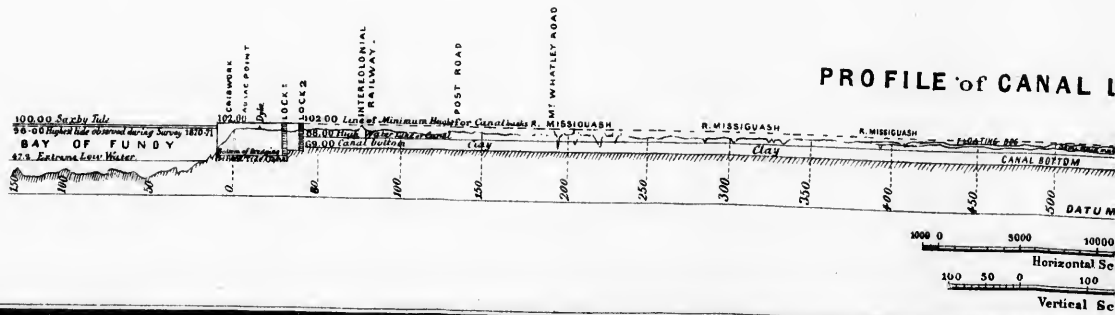 PROFILE of CANAL L
CRIBWORK
AULAC POINT
Dyke
LOCK 1
LOCK 2
INTERCOLONIAL
RAILWAY.
POST ROAD
MT WHATLEY ROAD
100.00 Saxby Tide
102.00
102.00 Line of Minimum Height for Canal banks
R. MISSIGUASH
R. MISSIGUASH
R. MISSIGUASH
96.00 Highest tide observed during Survey 1870-71
88.00 High Water Line for Canal
FLOATING BOG
BAY OF FUNDY
69.00 Canal bottom
Clay
Clay
47.2 Extreme Low Water
CANAL BOTTOM
150
100
50
0.
50
100
150
200
250
300
350
400
450
500
DATUM
1000 0 5000 10000
Horizontal Sc
100 50 0 100
Vertical Sc